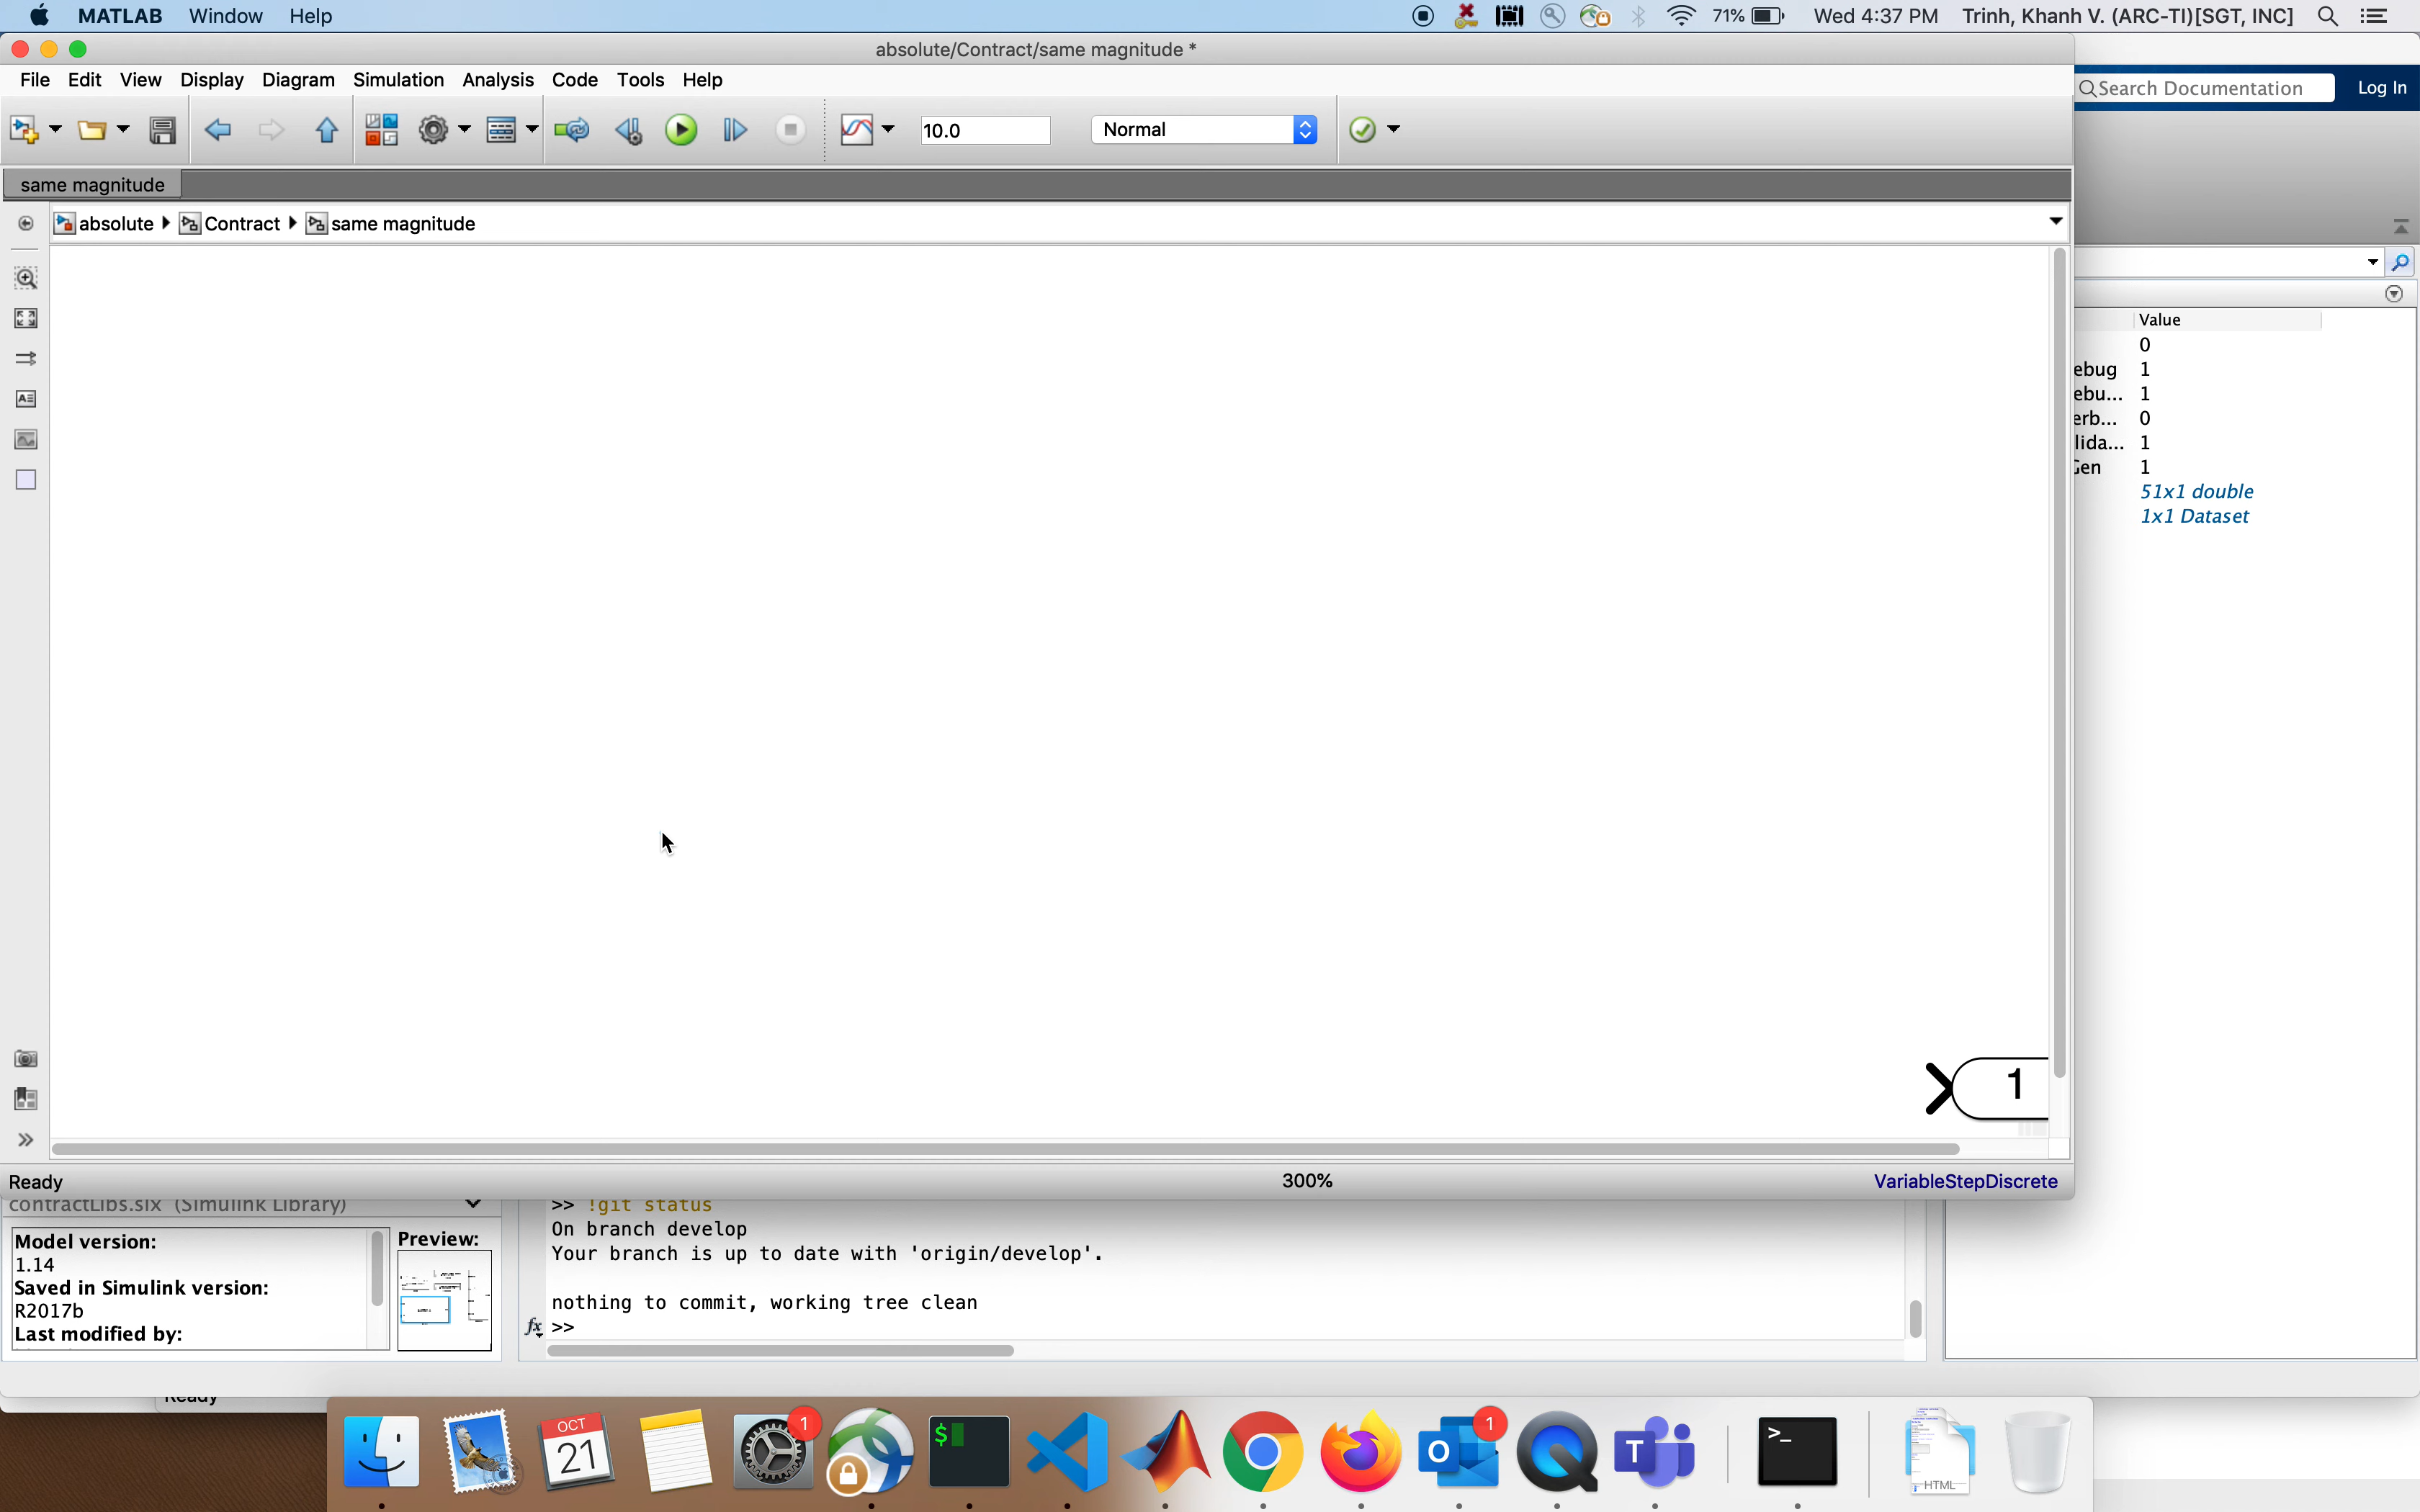 MATLAB Window Help 71% Wed 4:37 PM Trinh, Khanh V. (ARC-TI)[SGT, INC]
absolute/Contract/same magnitude *
File Edit View Display Diagram Simulation Analysis Code Tools Help
Search Documentation Log In
10.0 Normal
same magnitude
absolute Contract same magnitude
Value
0
ebug 1
ebu... 1
erb... 0
lida... 1
Gen 1
51x1 double
1x1 Dataset
1
Ready 300% VariableStepDiscrete
contractLibs.slx (Simulink Library)
>> !git status
On branch develop
Your branch is up to date with 'origin/develop'.
nothing to commit, working tree clean
fx >>
Model version:
1.14
Saved in Simulink version:
R2017b
Last modified by:
Preview:
Ready
OCT
21
1
$
O
1
T
>_
HTML